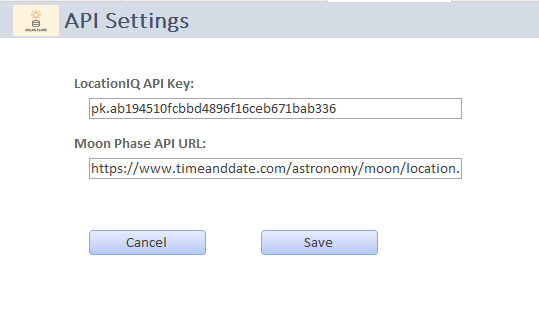 SOLAR FLARE
API Settings
LocationIQ API Key:
pk.ab194510fcbbd4896f16ceb671bab336
Moon Phase API URL:
https://www.timeanddate.com/astronomy/moon/location.
Cancel
Save